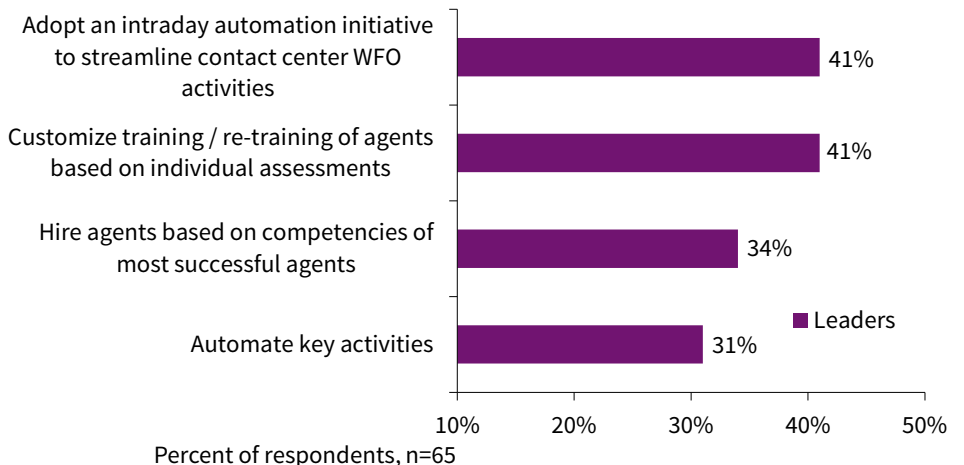 Adopt an intraday automation initiative
to streamline contact center WFO
activities
41%
Customize training / re-training of agents
based on individual assessments
41%
Hire agents based on competencies of
most successful agents
34%
Leaders
Automate key activities
31%
10% 20% 30% 40% 50%
Percent of respondents, n=65